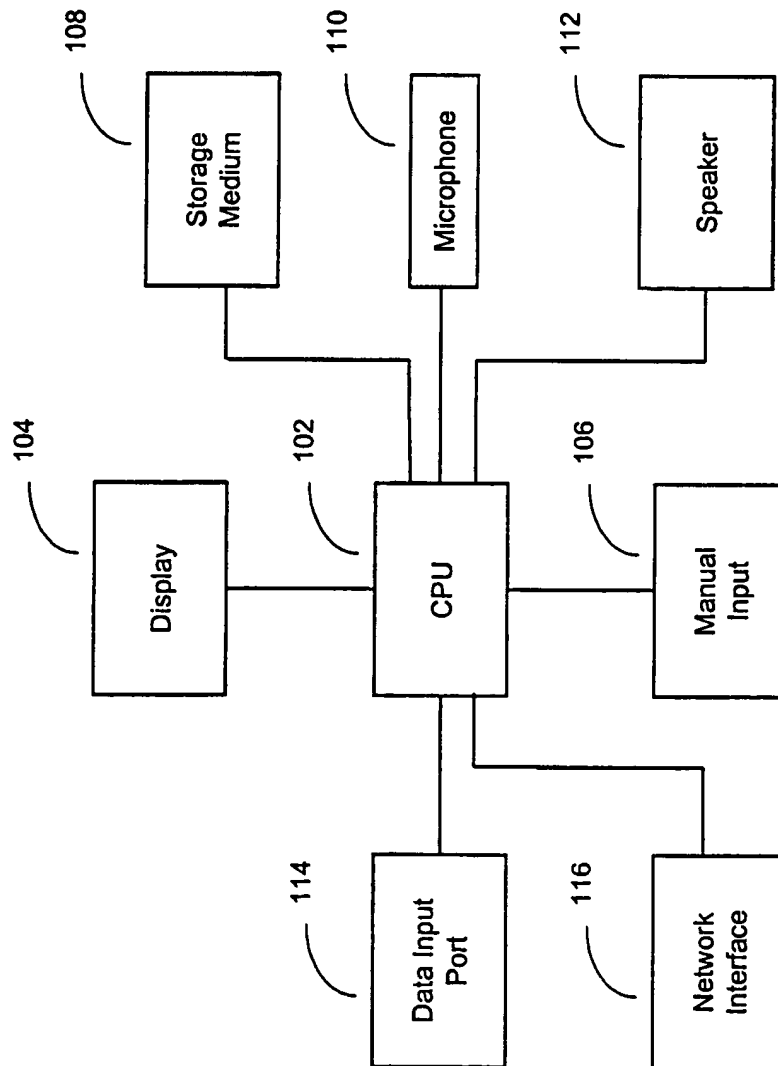 104
108
Display
Storage
Medium
114
102
110
Data Input
Port
CPU
Microphone
116
106
112
Network
Interface
Manual
Input
Speaker